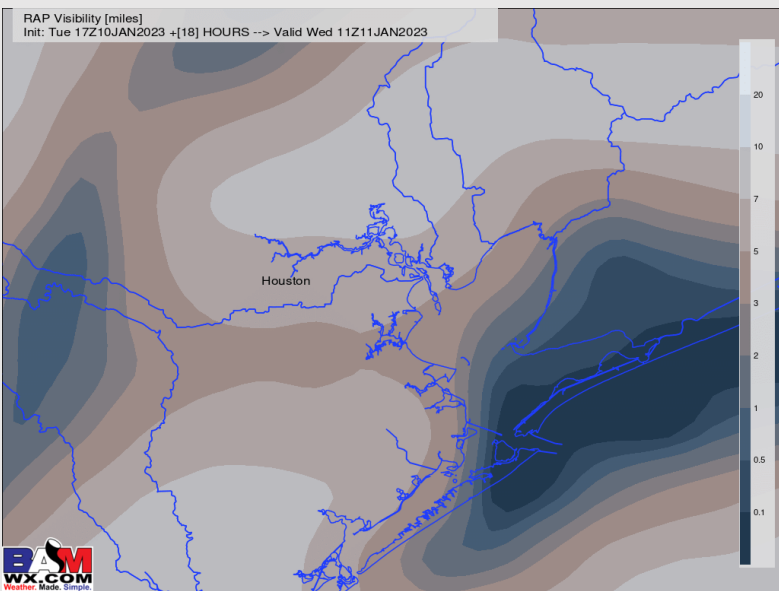 RAP Visibility [miles]
Init: Tue 17Z10JAN2023 +[18] HOURS --> Valid Wed 11Z11JAN2023
20
10
7
5
3
2
1
0.5
0.1
Houston
BAM
WX.COM
Weather. Made. Simple.